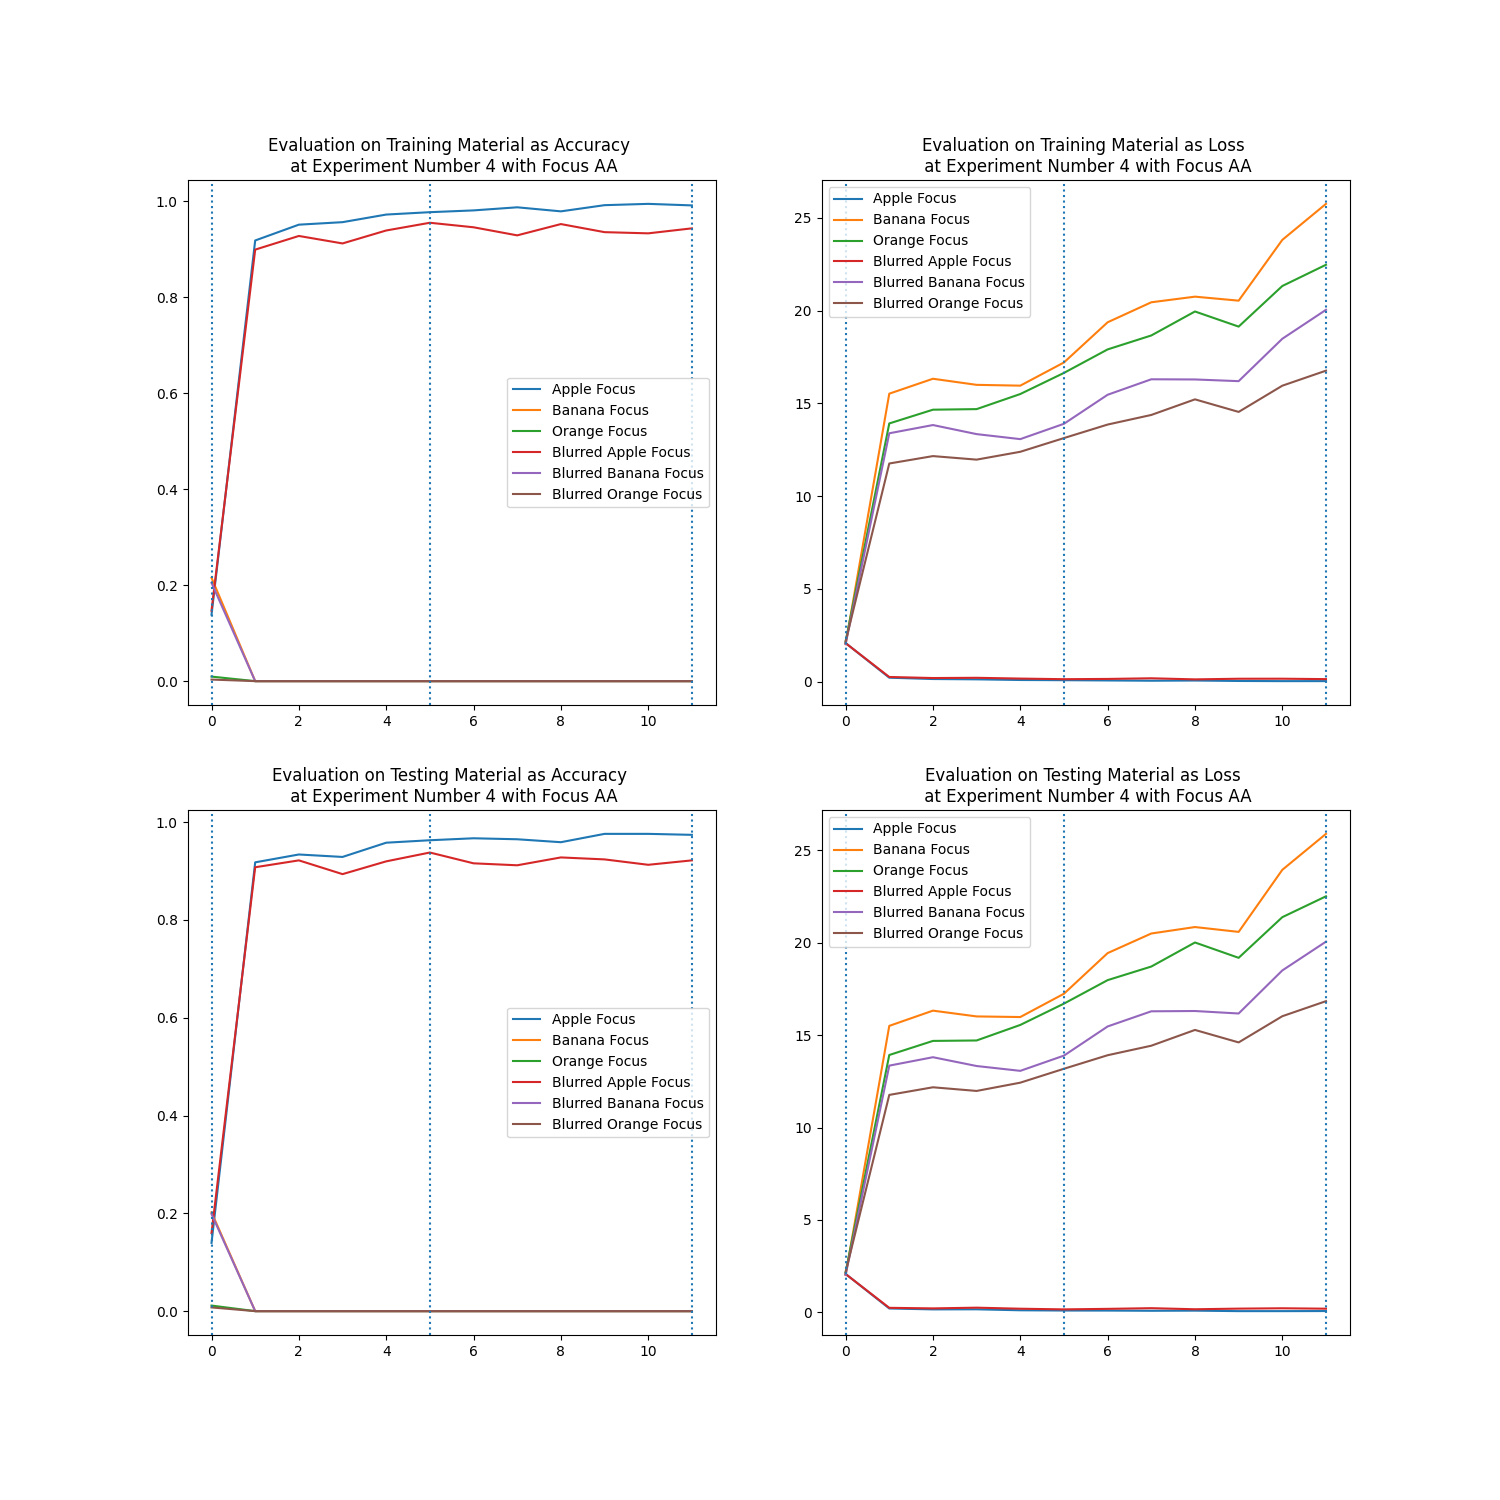 Evaluation on Training Material as Accuracy
at Experiment Number 4 with Focus AA
1.0
0.8
0.6
0.4
0.2
0.0
Apple Focus
Banana Focus
Orange Focus
Blurred Apple Focus
Blurred Banana Focus
Blurred Orange Focus
0 2 4 6 8 10
Evaluation on Training Material as Loss
at Experiment Number 4 with Focus AA
25
20
15
10
5
0
Apple Focus
Banana Focus
Orange Focus
Blurred Apple Focus
Blurred Banana Focus
Blurred Orange Focus
0 2 4 6 8 10
Evaluation on Testing Material as Accuracy
at Experiment Number 4 with Focus AA
1.0
0.8
0.6
0.4
0.2
0.0
Apple Focus
Banana Focus
Orange Focus
Blurred Apple Focus
Blurred Banana Focus
Blurred Orange Focus
0 2 4 6 8 10
Evaluation on Testing Material as Loss
at Experiment Number 4 with Focus AA
25
20
15
10
5
0
Apple Focus
Banana Focus
Orange Focus
Blurred Apple Focus
Blurred Banana Focus
Blurred Orange Focus
0 2 4 6 8 10